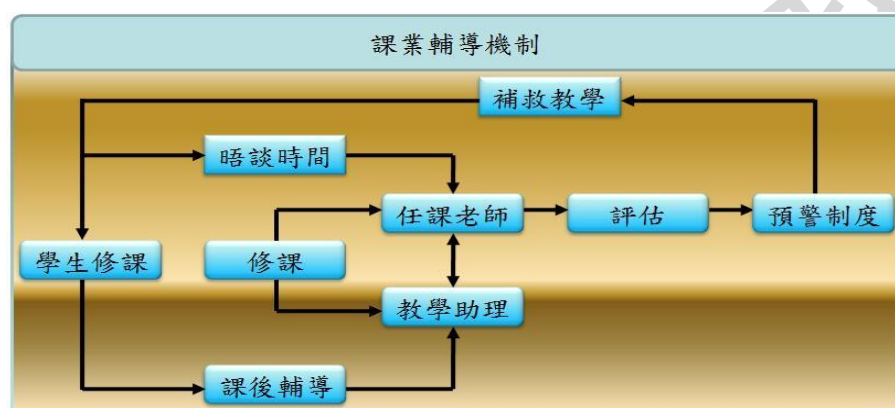 課業輔導機制
補救教學
晤談時間
任課老師
評估
預警制度
學生修課
修課
教學助理
課後輔導